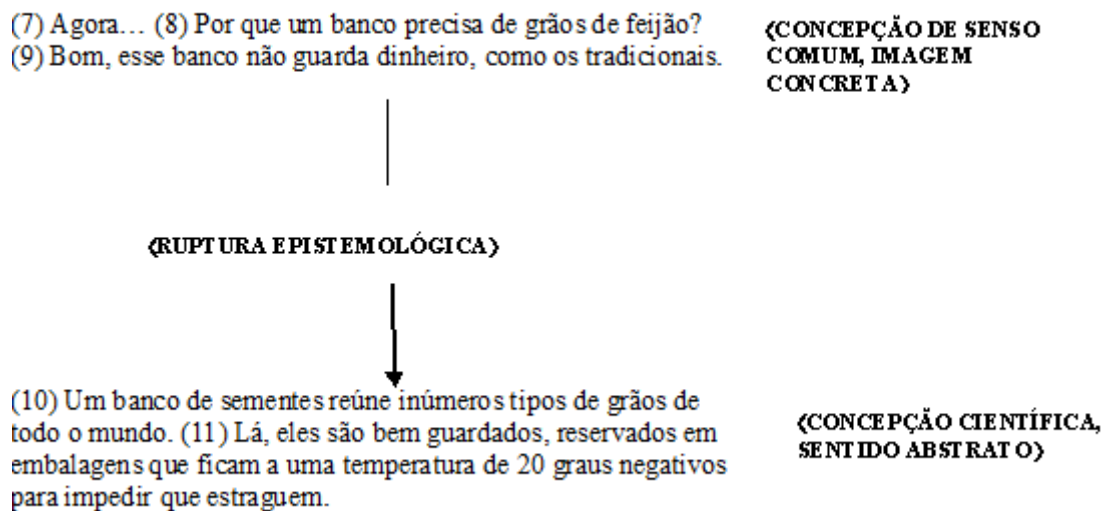 (7) Agora… (8) Por que um banco precisa de grãos de feijão?
(9) Bom, esse banco não guarda dinheiro, como os tradicionais.
⟨CONCEPÇÃO DE SENSO
COMUM, IMAGEM
CONCRETA⟩
⟨RUPTURA EPISTEMOLÓGICA⟩
(10) Um banco de sementes reúne inúmeros tipos de grãos de
todo o mundo. (11) Lá, eles são bem guardados, reservados em
embalagens que ficam a uma temperatura de 20 graus negativos
para impedir que estraguem.
⟨CONCEPÇÃO CIENTÍFICA,
SENTIDO ABSTRATO⟩